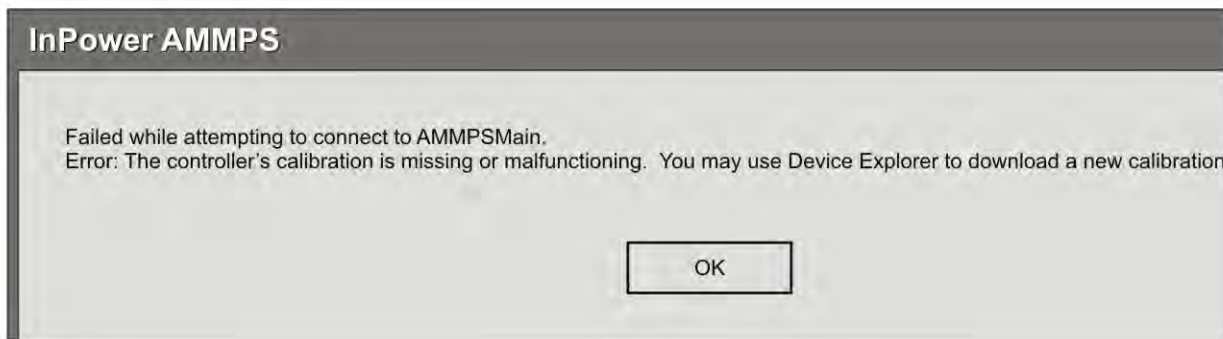 InPower AMMPS
Failed while attempting to connect to AMMPSMain.
Error: The controller's calibration is missing or malfunctioning.  You may use Device Explorer to download a new calibration
OK